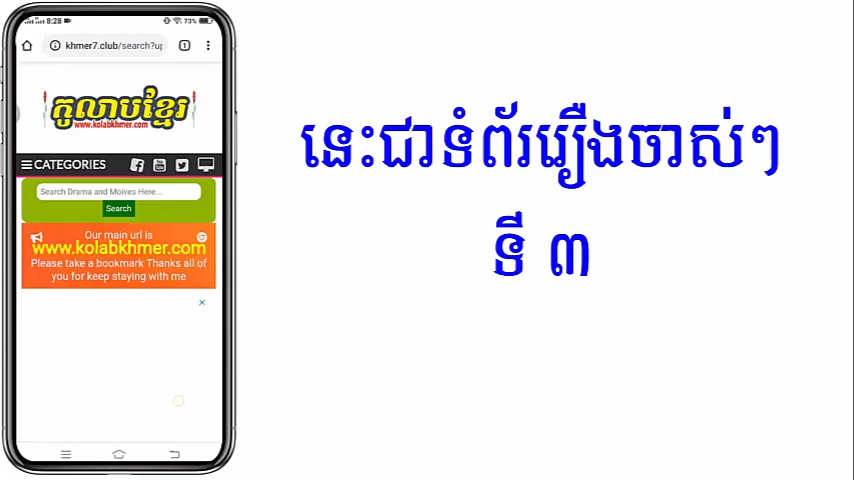 8:28
73%
khmer7.club/search?up
1
កូលាបខ្មែរ
www.kolabkhmer.com
CATEGORIES
Search Drama and Moives Here...
Search
Our main url is
www.kolabkhmer.com
Please take a bookmark Thanks all of
you for keep staying with me
នេះជាទំព័ររឿងចាស់ៗ
ទី ៣